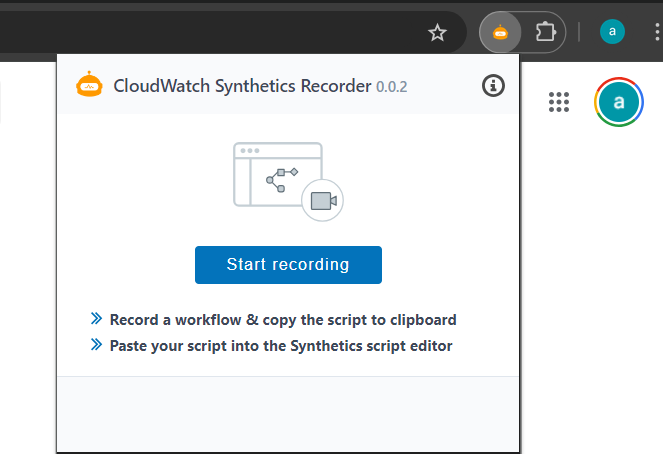 a
CloudWatch Synthetics Recorder 0.0.2
a
Start recording
Record a workflow & copy the script to clipboard
Paste your script into the Synthetics script editor